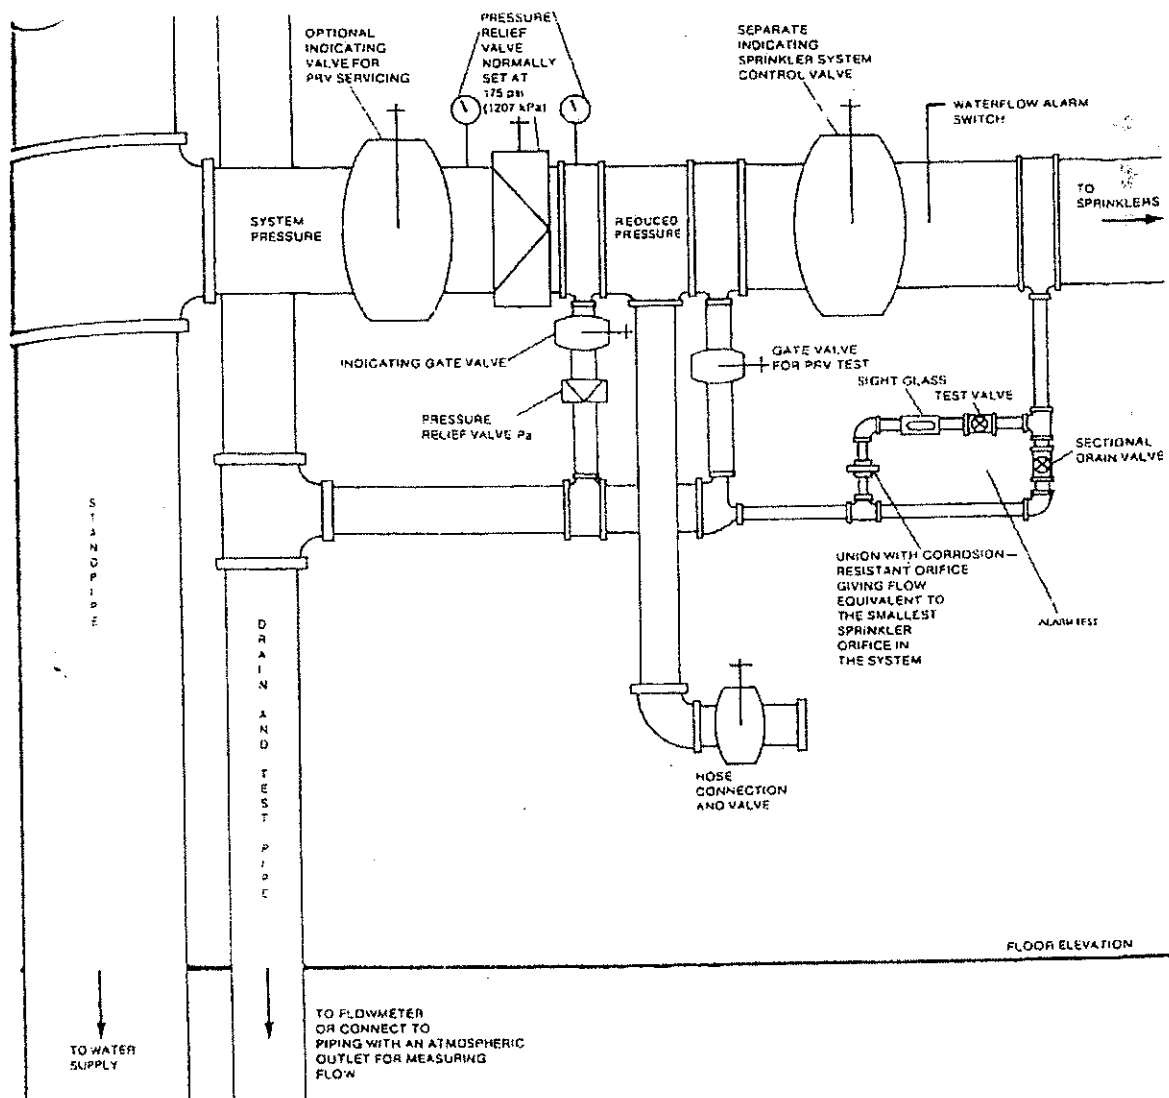 OPTIONAL
INDICATING
VALVE FOR
PRV SERVICING
PRESSURE
RELIEF
VALVE
NORMALLY
SET AT
175 psi
(1207 kPa)
SEPARATE
INDICATING
SPRINKLER SYSTEM
CONTROL VALVE
WATERFLOW ALARM
SWITCH
SYSTEM
PRESSURE
REDUCED
PRESSURE
TO
SPRINKLERS
INDICATING GATE VALVE
GATE VALVE
FOR PRV TEST
SIGHT GLASS
TEST VALVE
PRESSURE
RELIEF VALVE Pa
SECTIONAL
DRAIN VALVE
STANDPIPE
DRAIN AND TEST PIPE
UNION WITH CORROSION—
RESISTANT ORIFICE
GIVING FLOW
EQUIVALENT TO
THE SMALLEST
SPRINKLER
ORIFICE IN
THE SYSTEM
ALARM TEST
HOSE
CONNECTION
AND VALVE
FLOOR ELEVATION
TO WATER
SUPPLY
TO FLOWMETER
OR CONNECT TO
PIPING WITH AN ATMOSPHERIC
OUTLET FOR MEASURING
FLOW